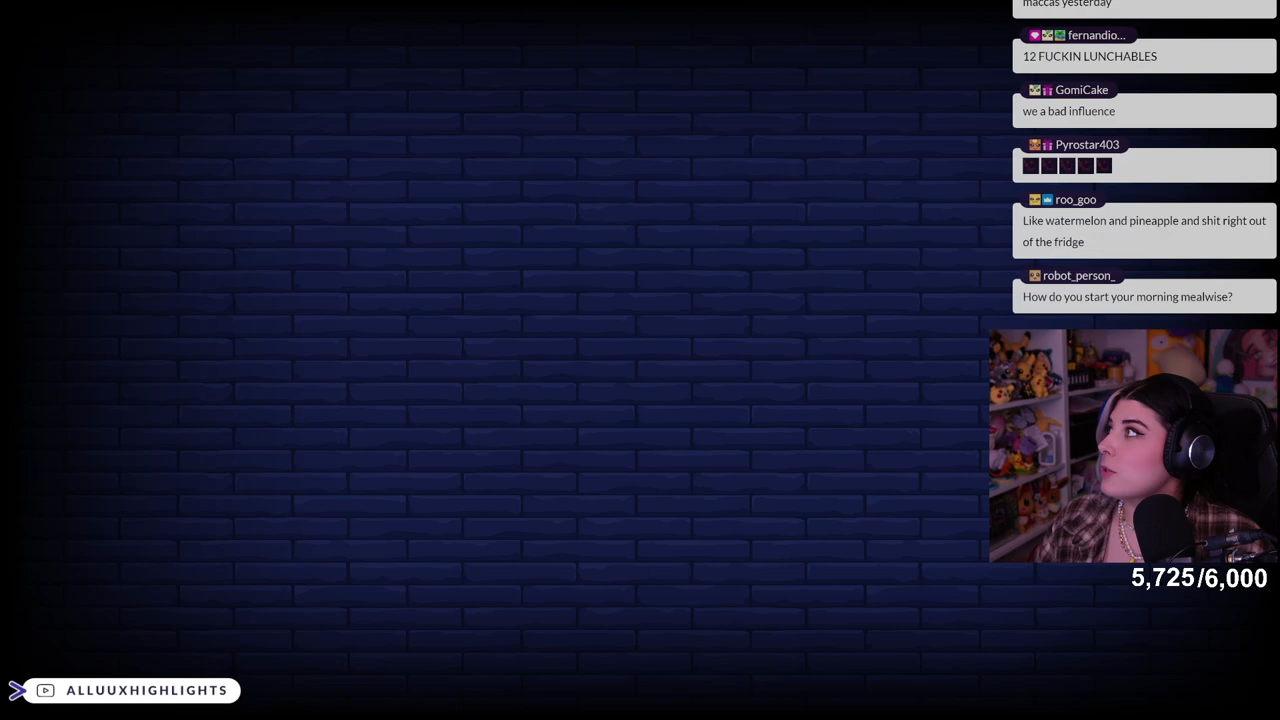 maccas yesterday
fernandio...
12 FUCKIN LUNCHABLES
GomiCake
we a bad influence
Pyrostar403
roo_goo
Like watermelon and pineapple and shit right out
of the fridge
robot_person_
How do you start your morning mealwise?
5,725/6,000
ALLUUXHIGHLIGHTS